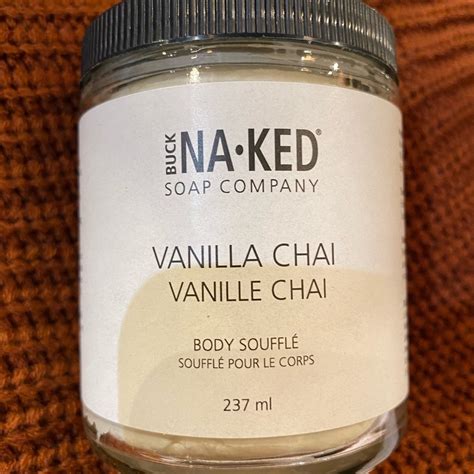 BUCK NA•KED®
SOAP COMPANY
VANILLA CHAI
VANILLE CHAI
BODY SOUFFLÉ
SOUFFLÉ POUR LE CORPS
237 ml